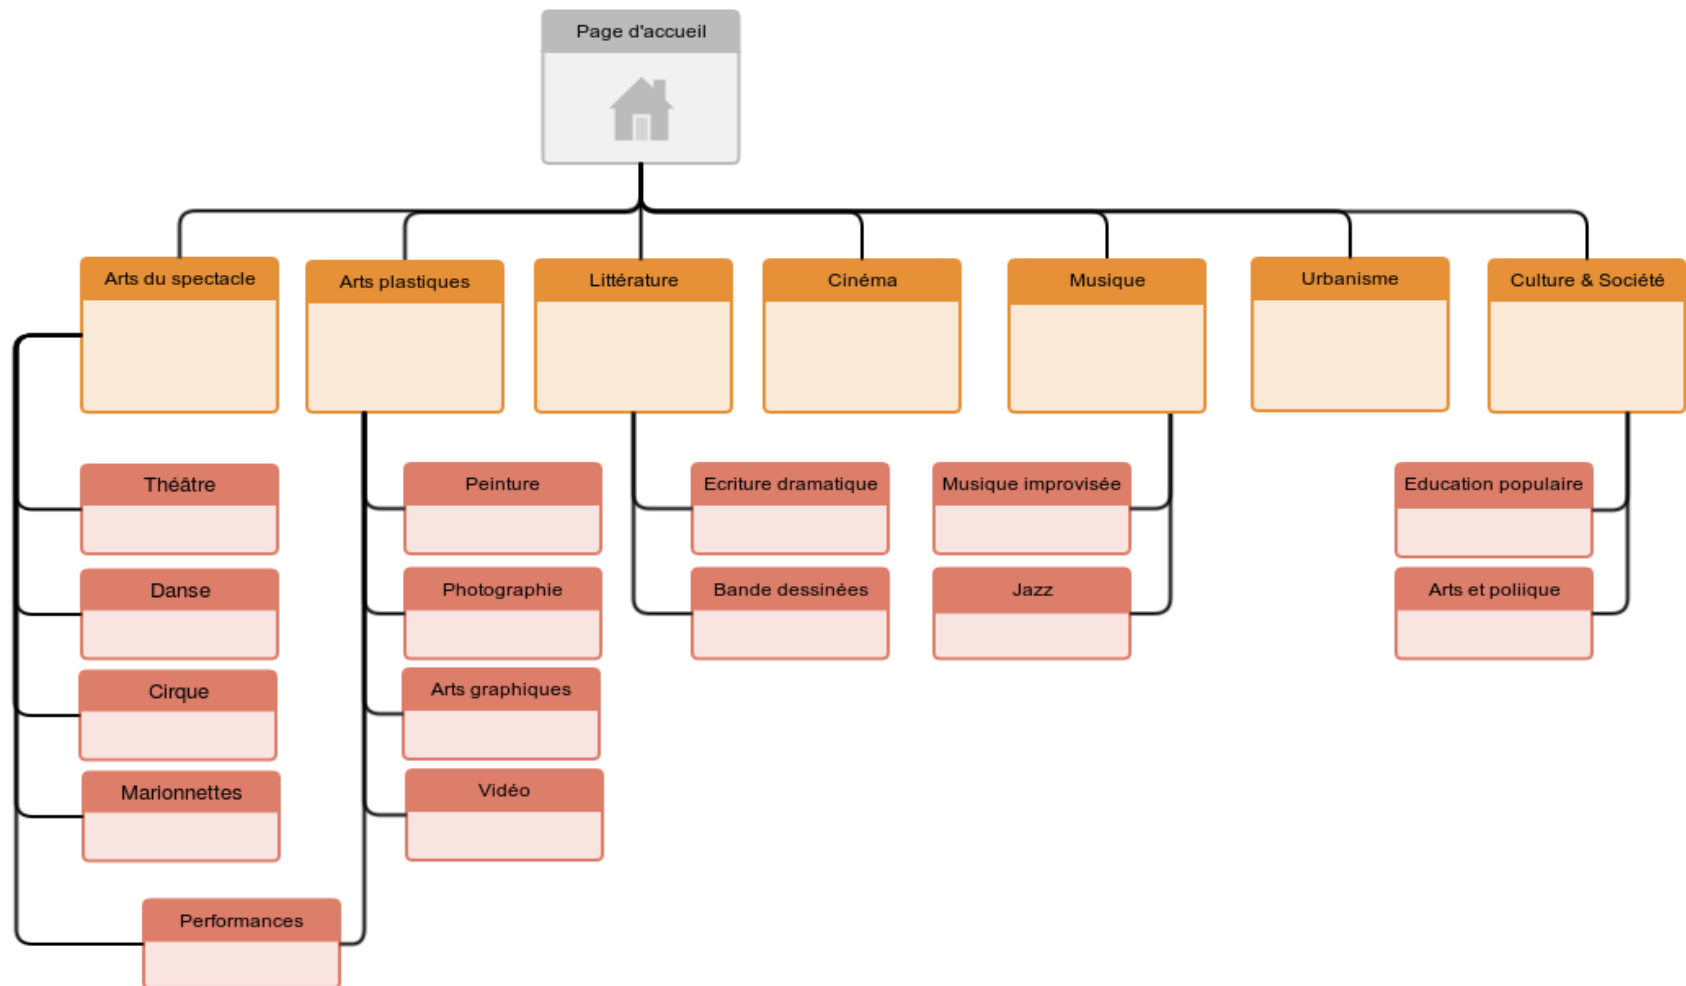 Page d'accueil
Arts du spectacle
Arts plastiques
Littérature
Cinéma
Musique
Urbanisme
Culture & Société
Théâtre
Peinture
Ecriture dramatique
Musique improvisée
Education populaire
Danse
Photographie
Bande dessinées
Jazz
Arts et poliique
Cirque
Arts graphiques
Marionnettes
Vidéo
Performances